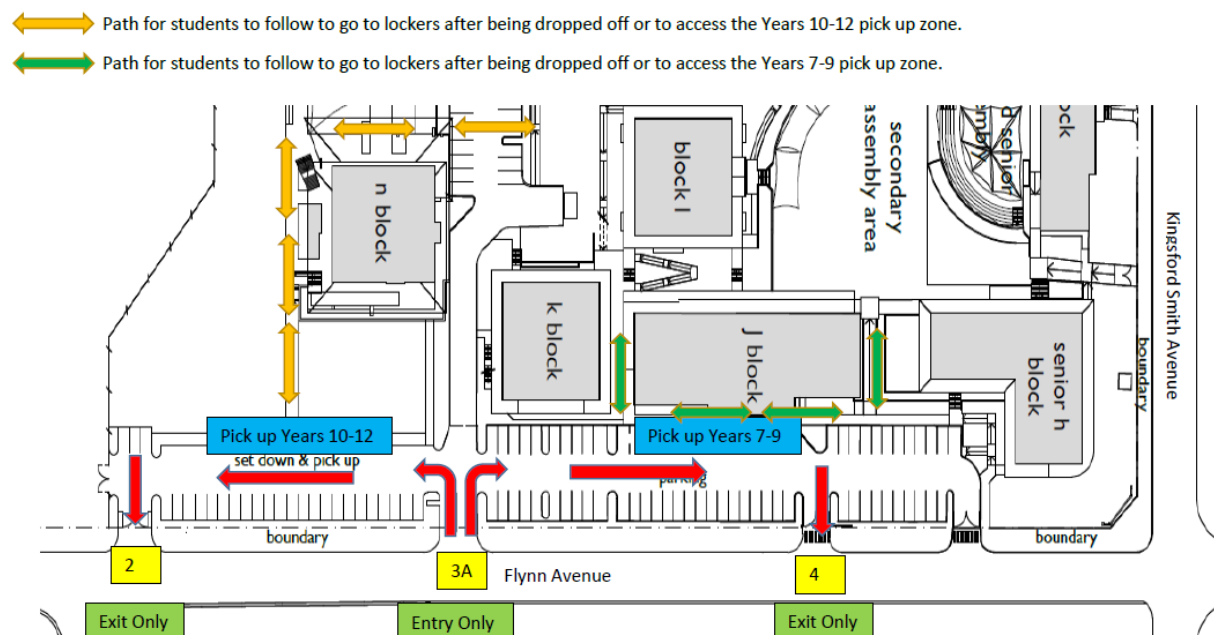 Path for students to follow to go to lockers after being dropped off or to access the Years 10-12 pick up zone.
Path for students to follow to go to lockers after being dropped off or to access the Years 7-9 pick up zone.
n block
block l
secondary
assembly area
d senior
mbly
ock
Kingsford Smith Avenue
k block
J block
senior h
block
boundary
Pick up Years 10-12
Pick up Years 7-9
set down & pick up
parking
boundary
boundary
2
3A
Flynn Avenue
4
Exit Only
Entry Only
Exit Only